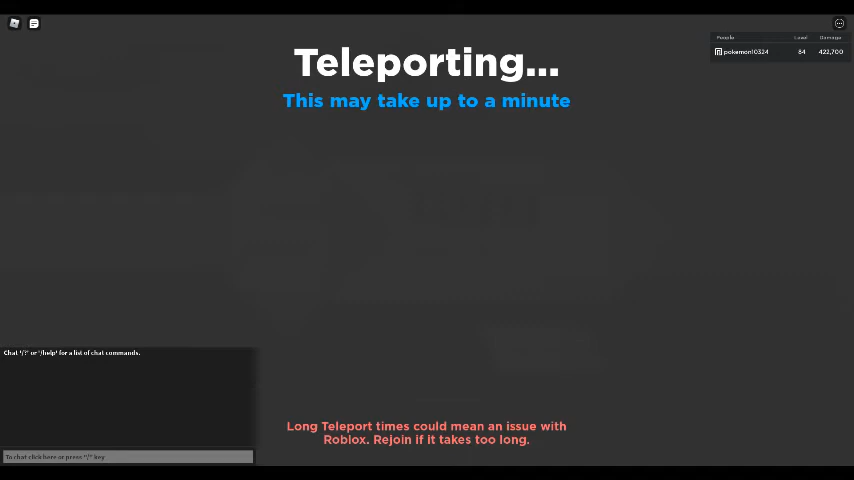 Teleporting...
This may take up to a minute
People Level Damage
pokemon10324 84 422,700
Chat '/?' or '/help' for a list of chat commands.
Long Teleport times could mean an issue with
Roblox. Rejoin if it takes too long.
To chat click here or press "/" key